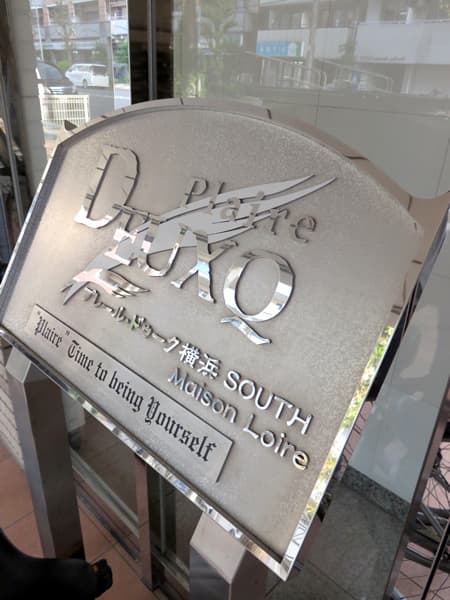 Plaire
DEUXQ
プレール・ドゥーク 横浜 SOUTH
Maison Loire
"Plaire" Time to being Yourself